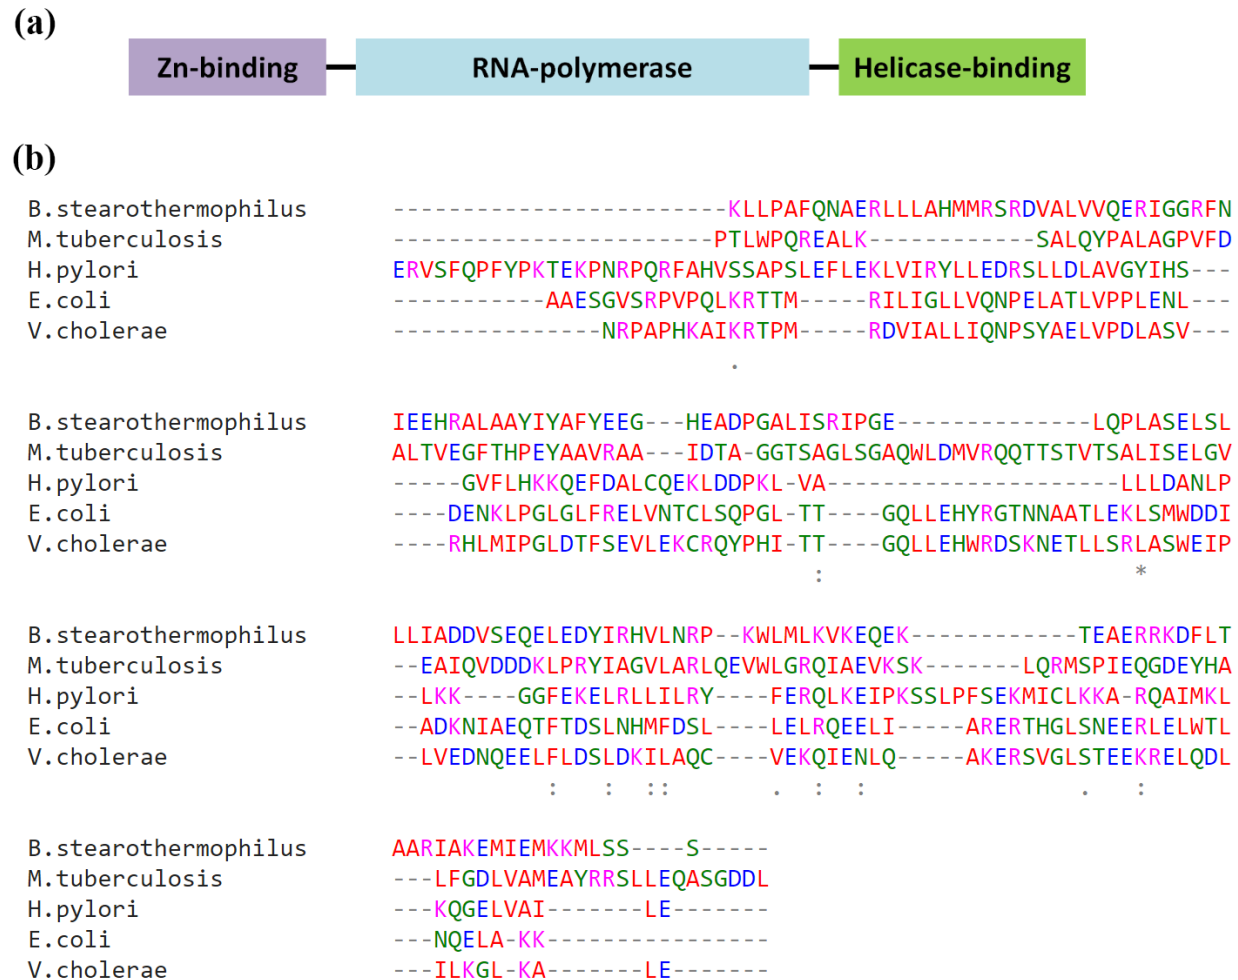 (a)
Zn-binding RNA-polymerase Helicase-binding
(b)
B.stearothermophilus ------------------------KLLPAFQNAERLLLAHMMRSRDVALVVQERIGGRFN
M.tuberculosis -----------------------PTLWPQREALK------------SALQYPALAGPVFD
H.pylori ERVSFQPFYPKTEKPNRPQRFAHVSSAPSLEFLEKLVIRYLLEDRSLLDLAVGYIHS---
E.coli -----------AAESGVSRPVPQLKRTTM-----RILIGLLVQNPELATLVPPLENL---
V.cholerae ---------------NRPAPHKAIKRTPM-----RDVIALLIQNPSYAELVPDLASV---
.
B.stearothermophilus IEEHRALAAYIYAFYEEG---HEADPGALISRIPGE--------------LQPLASELSL
M.tuberculosis ALTVEGFTHPEYAAVRAA---IDTA-GGTSAGLSGAQWLDMVRQQTTSTVTSALISELGV
H.pylori -----GVFLHKKQEFDALCQEKLDDPKL-VA---------------------LLLDANLP
E.coli ----DENKLPGLGLFRELVNTCLSQPGL-TT----GQLLEHYRGTNNAATLEKLSMWDDI
V.cholerae ----RHLMIPGLDTFSEVLEKCRQYPHI-TT----GQLLEHWRDSKNETLLSRLASWEIP
: *
B.stearothermophilus LLIADDVSEQELEDYIRHVLNRP--KWLMLKVKEQEK------------TEAERRKDFLT
M.tuberculosis --EAIQVDDDKLPRYIAGVLARLQEVWLGRQIAEVKSK-------LQRMSPIEQGDEYHA
H.pylori --LKK----GGFEKELRLLILRY----FERQLKEIPKSSLPFSEKMICLKKA-RQAIMKL
E.coli --ADKNIAEQTFTDSLNHMFDSL----LELRQEELI-----ARERTHGLSNEERLELWTL
V.cholerae --LVEDNQEELFLDSLDKILAQC----VEKQIENLQ-----AKERSVGLSTEEKRELQDL
: : :: . : : . :
B.stearothermophilus AARIAKEMIEMKKMLSS----S-----
M.tuberculosis ---LFGDLVAMEAYRRSLLEQASGDDL
H.pylori ---KQGELVAI-------LE-------
E.coli ---NQELA-KK----------------
V.cholerae ---ILKGL-KA-------LE-------